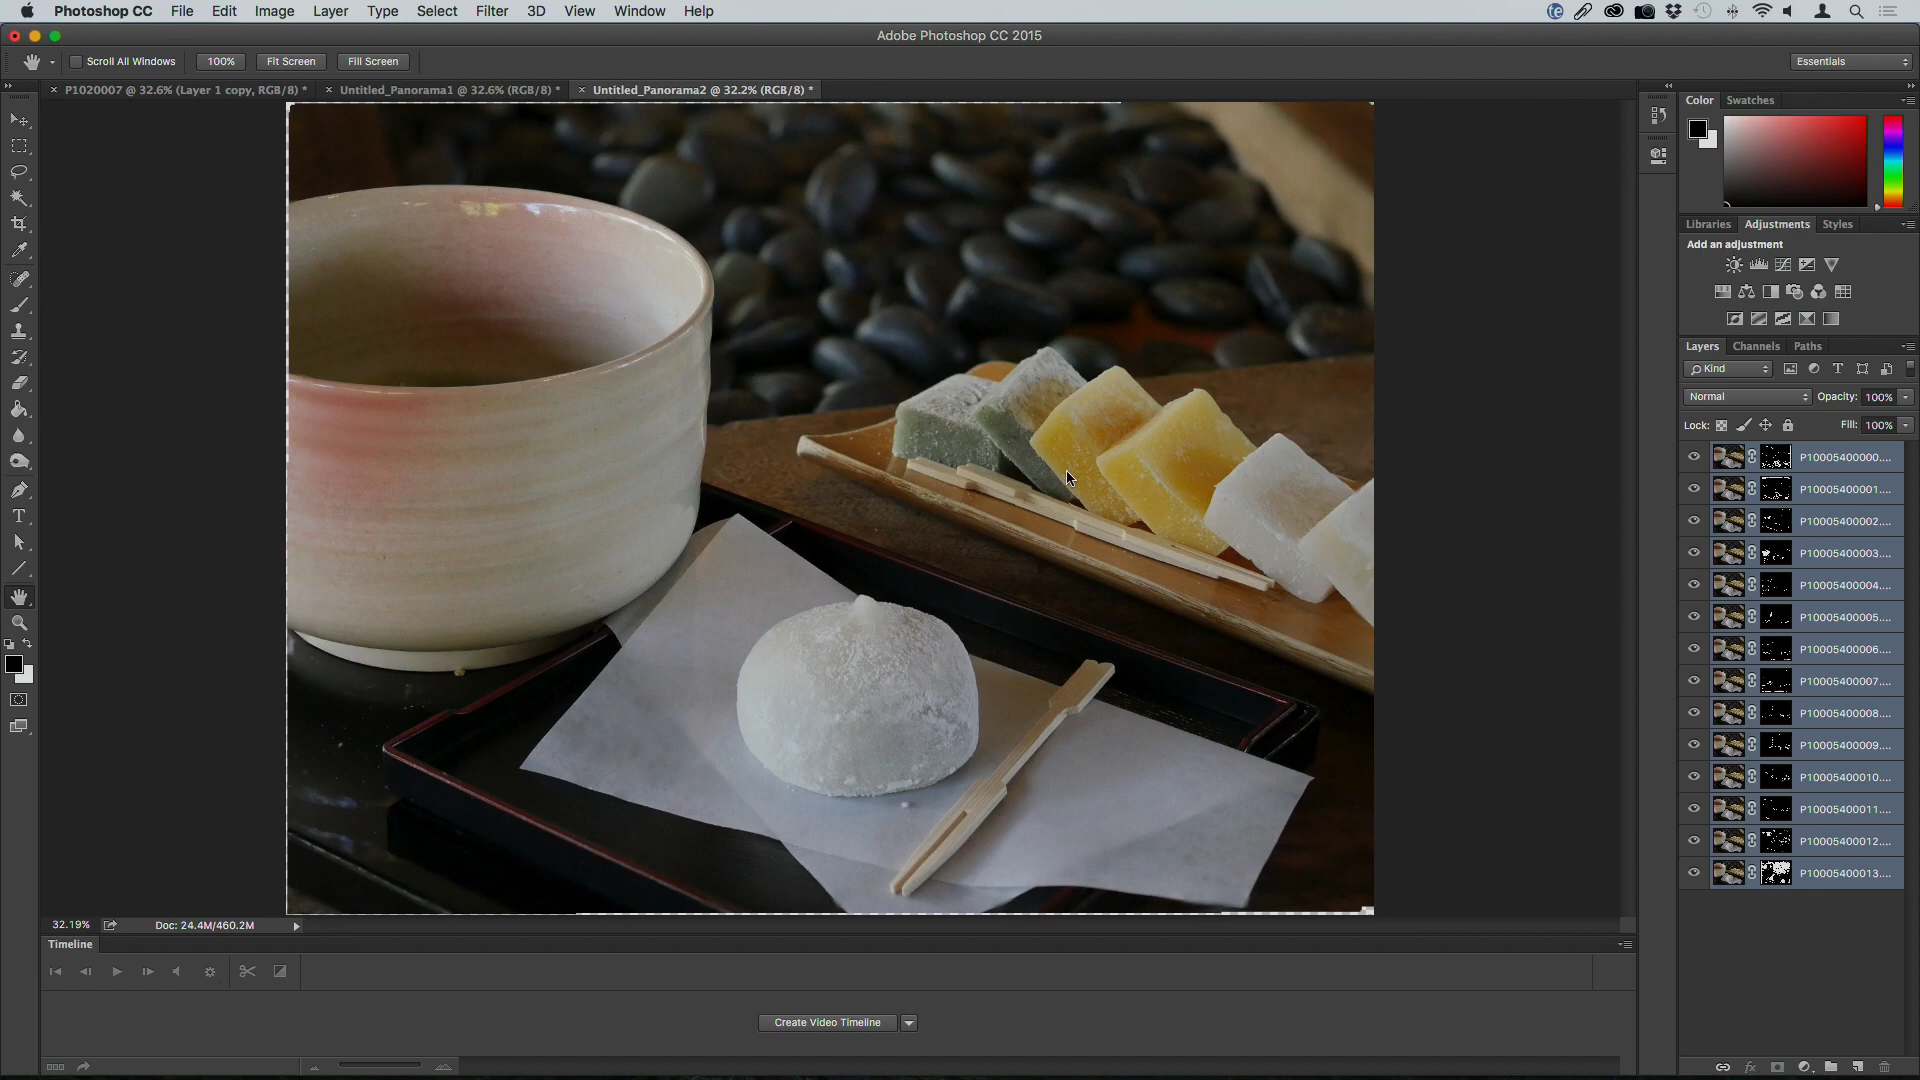 Photoshop CC File Edit Image Layer Type Select Filter 3D View Window Help
Adobe Photoshop CC 2015
Scroll All Windows 100% Fit Screen Fill Screen Essentials
P1020007 @ 32.6% (Layer 1 copy, RGB/8) *
Untitled_Panorama1 @ 32.6% (RGB/8) *
Untitled_Panorama2 @ 32.2% (RGB/8) *
Color Swatches
Libraries Adjustments Styles
Add an adjustment
Layers Channels Paths
Kind
Normal Opacity: 100%
Lock: Fill: 100%
P10005400000....
P10005400001....
P10005400002....
P10005400003....
P10005400004....
P10005400005....
P10005400006....
P10005400007....
P10005400008....
P10005400009....
P10005400010....
P10005400011....
P10005400012....
P10005400013....
32.19% Doc: 24.4M/460.2M
Timeline
Create Video Timeline